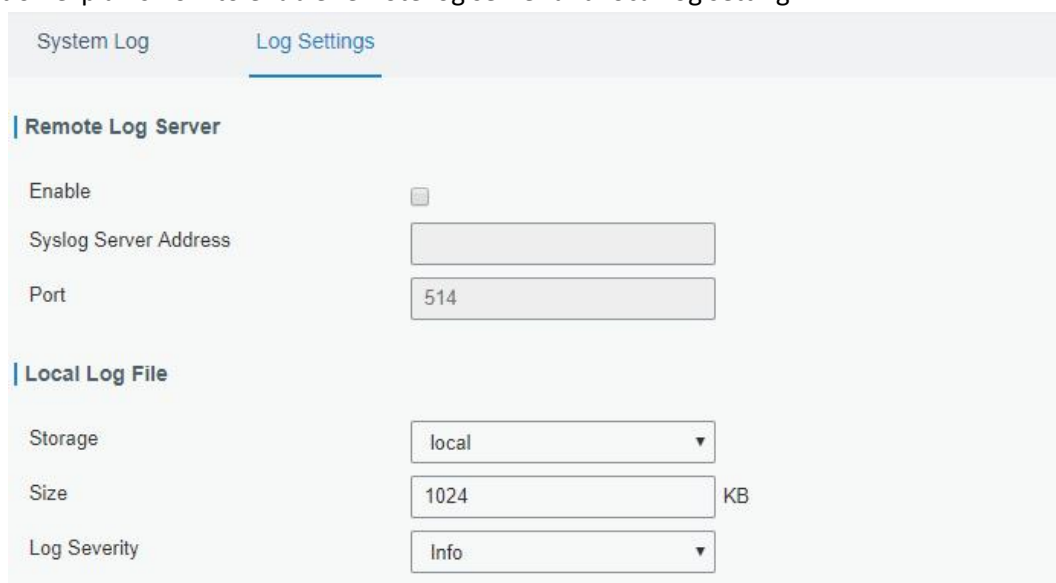 System Log Log Settings
Remote Log Server
Enable
Syslog Server Address
Port 514
Local Log File
Storage local
Size 1024 KB
Log Severity Info